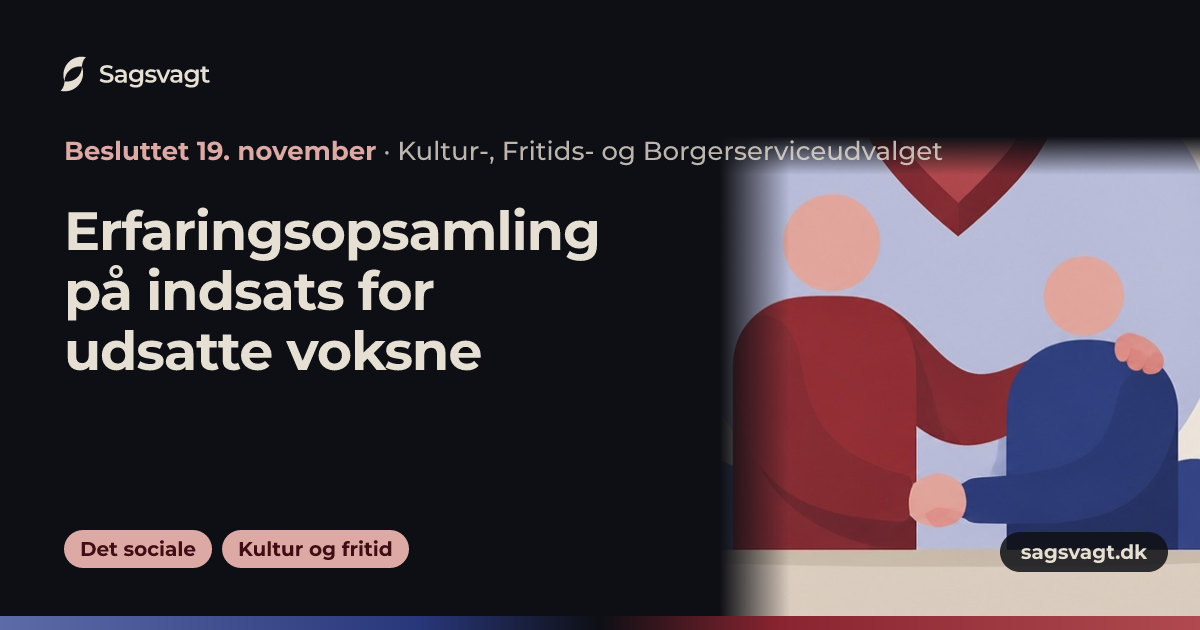 Sagsvagt
Besluttet 19. november · Kultur-, Fritids- og Borgerserviceudvalget
Erfaringsopsamling
på indsats for
udsatte voksne
Det sociale
Kultur og fritid
sagsvagt.dk